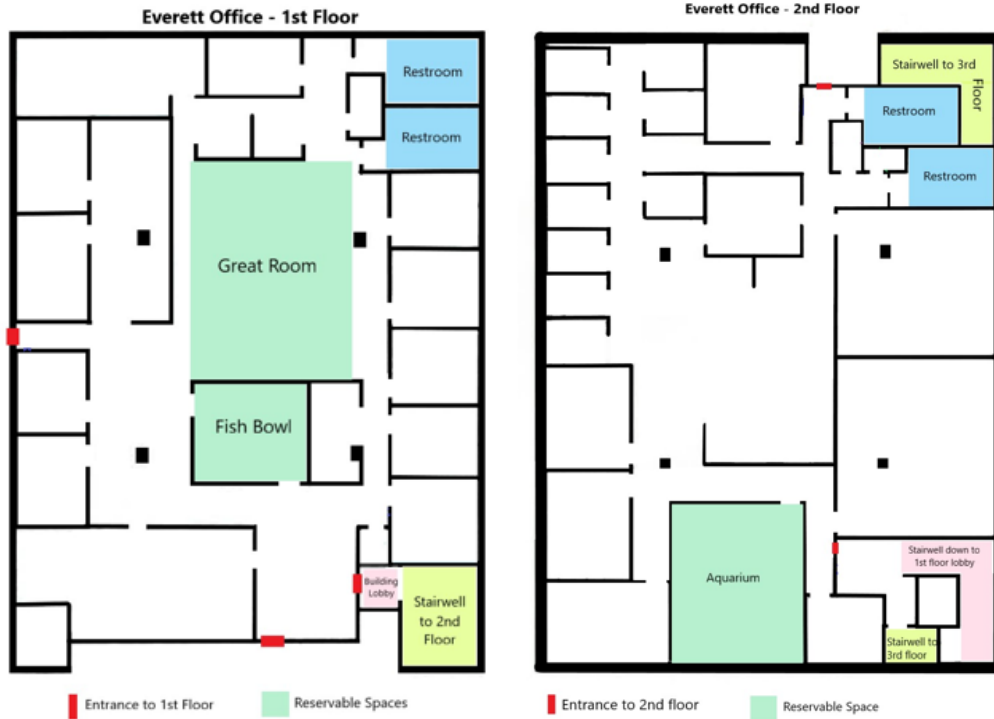 Everett Office - 1st Floor
Restroom
Restroom
Great Room
Fish Bowl
Building
Lobby
Stairwell
to 2nd
Floor
Entrance to 1st Floor
Reservable Spaces
Everett Office - 2nd Floor
Stairwell to 3rd
Floor
Restroom
Restroom
Aquarium
Stairwell down to
1st floor lobby
Stairwell to
3rd floor
Entrance to 2nd floor
Reservable Space